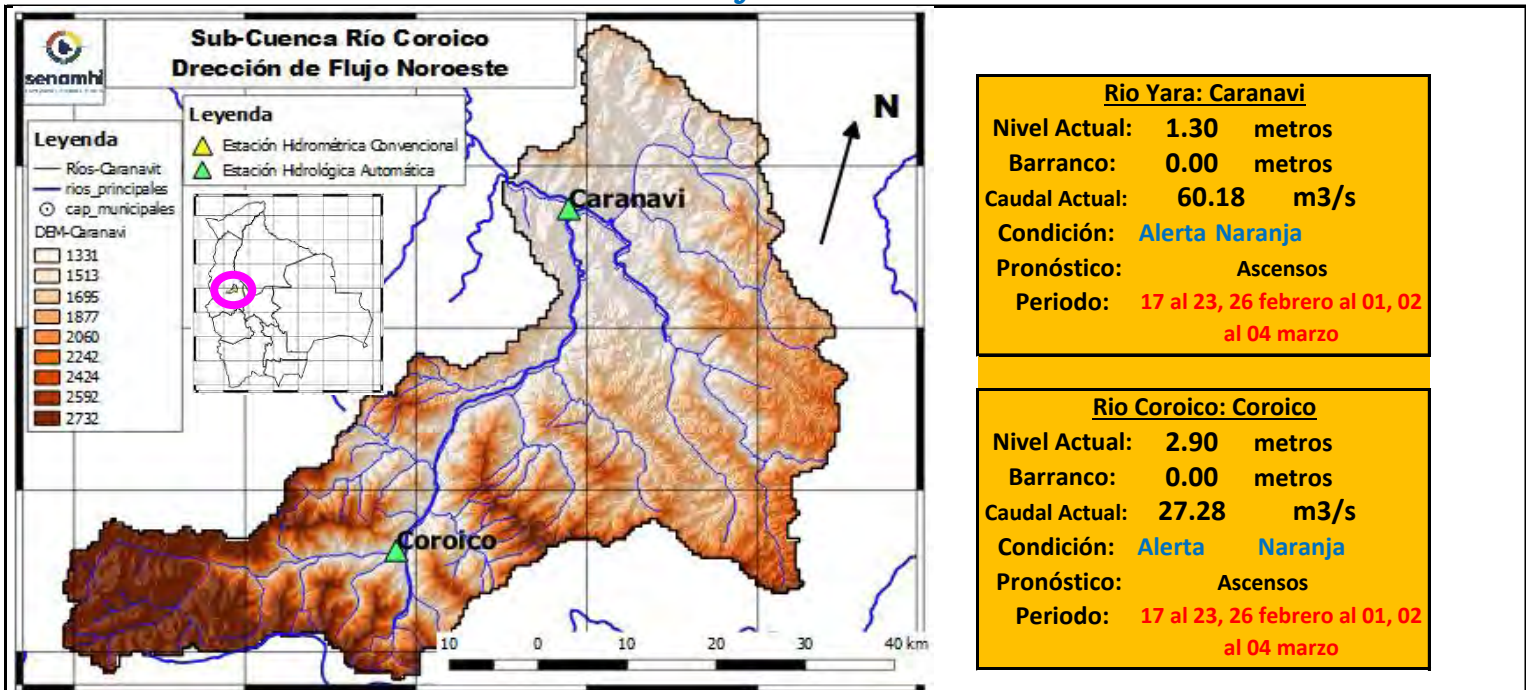 Sub-Cuenca Río Coroico
Drección de Flujo Noroeste
senamhi
Leyenda
Estación Hidrométrica Convencional
Estación Hidrológica Automática
Leyenda
Ríos-Caranavit
rios_principales
cap_municipales
DEM-Caranavi
1331
1513
1695
1877
2060
2242
2424
2592
2732
N
Caranavi
Coroico
10 0 10 20 30 40 km
Rio Yara: Caranavi
Nivel Actual: 1.30 metros
Barranco: 0.00 metros
Caudal Actual: 60.18 m3/s
Condición: Alerta Naranja
Pronóstico: Ascensos
Periodo: 17 al 23, 26 febrero al 01, 02
al 04 marzo
Rio Coroico: Coroico
Nivel Actual: 2.90 metros
Barranco: 0.00 metros
Caudal Actual: 27.28 m3/s
Condición: Alerta Naranja
Pronóstico: Ascensos
Periodo: 17 al 23, 26 febrero al 01, 02
al 04 marzo